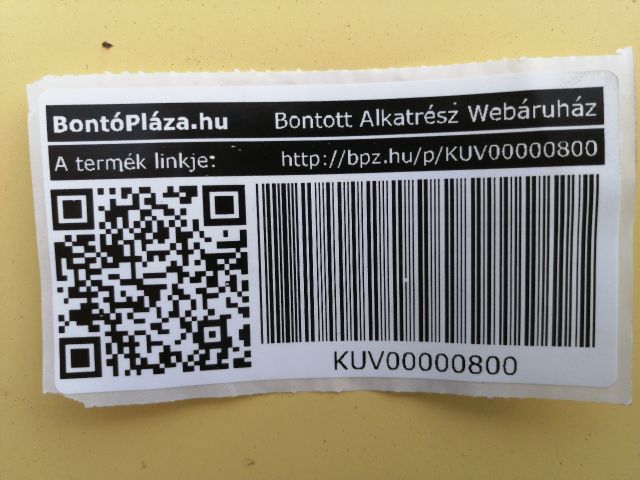 BontóPláza.hu Bontott Alkatrész Webáruház
A termék linkje: http://bpz.hu/p/KUV00000800
KUV00000800